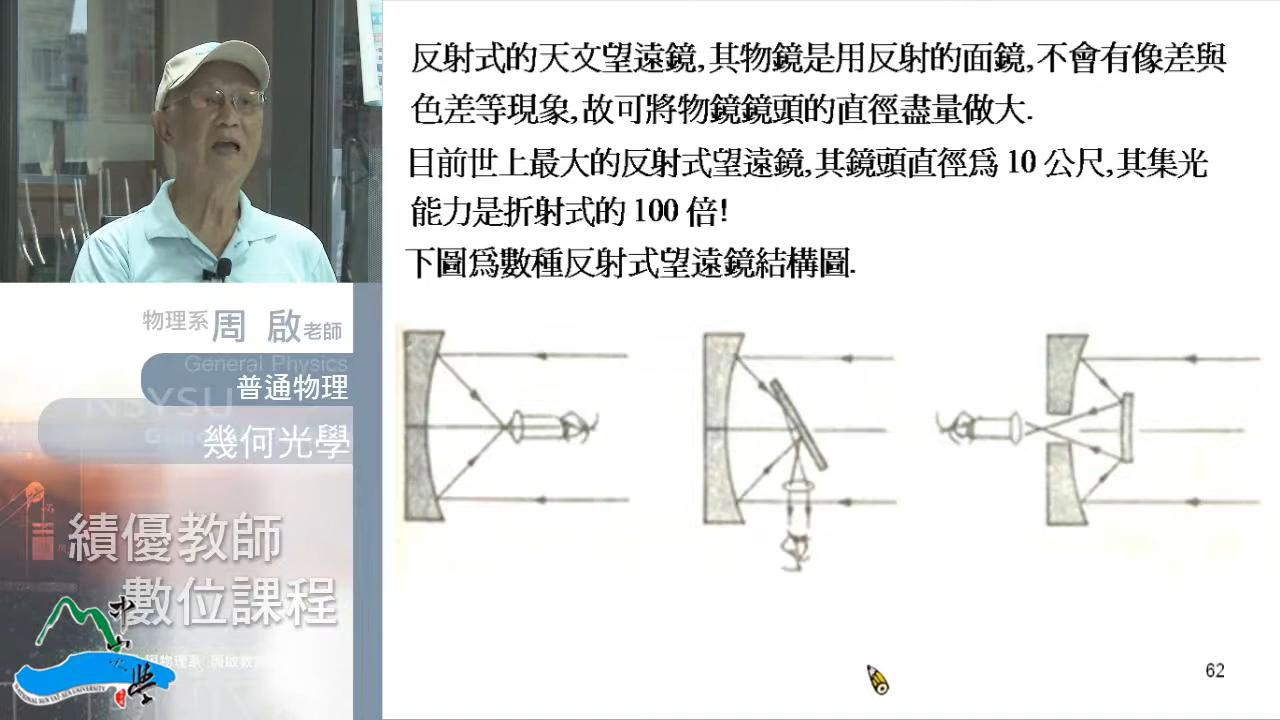 反射式的天文望遠鏡,其物鏡是用反射的面鏡,不會有像差與
色差等現象,故可將物鏡鏡頭的直徑盡量做大.
目前世上最大的反射式望遠鏡,其鏡頭直徑為 10 公尺,其集光
能力是折射式的 100 倍!
下圖為數種反射式望遠鏡結構圖.
62
物理系 周 啟 老師
General Physics
普通物理
NSYSU
幾何光學
績優教師
數位課程
NATIONAL SUN YAT-SEN UNIVERSITY